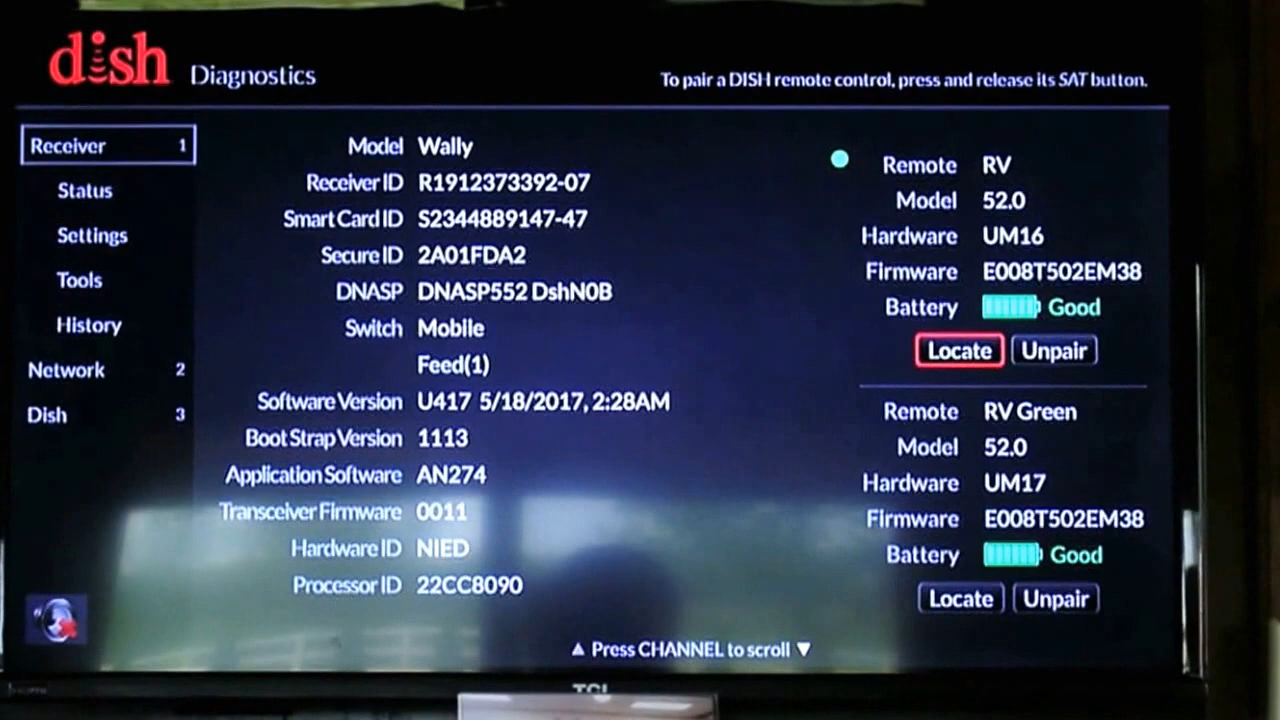 dish Diagnostics To pair a DISH remote control, press and release its SAT button.
Receiver 1
Status
Settings
Tools
History
Network 2
Dish 3
Model Wally
Receiver ID R1912373392-07
Smart Card ID S2344889147-47
Secure ID 2A01FDA2
DNASP DNASP552 DshN0B
Switch Mobile
Feed(1)
Software Version U417 5/18/2017, 2:28AM
Boot Strap Version 1113
Application Software AN274
Transceiver Firmware 0011
Hardware ID NIED
Processor ID 22CC8090
Remote RV
Model 52.0
Hardware UM16
Firmware E008T502EM38
Battery Good
Locate Unpair
Remote RV Green
Model 52.0
Hardware UM17
Firmware E008T502EM38
Battery Good
Locate Unpair
▲ Press CHANNEL to scroll ▼
TCL